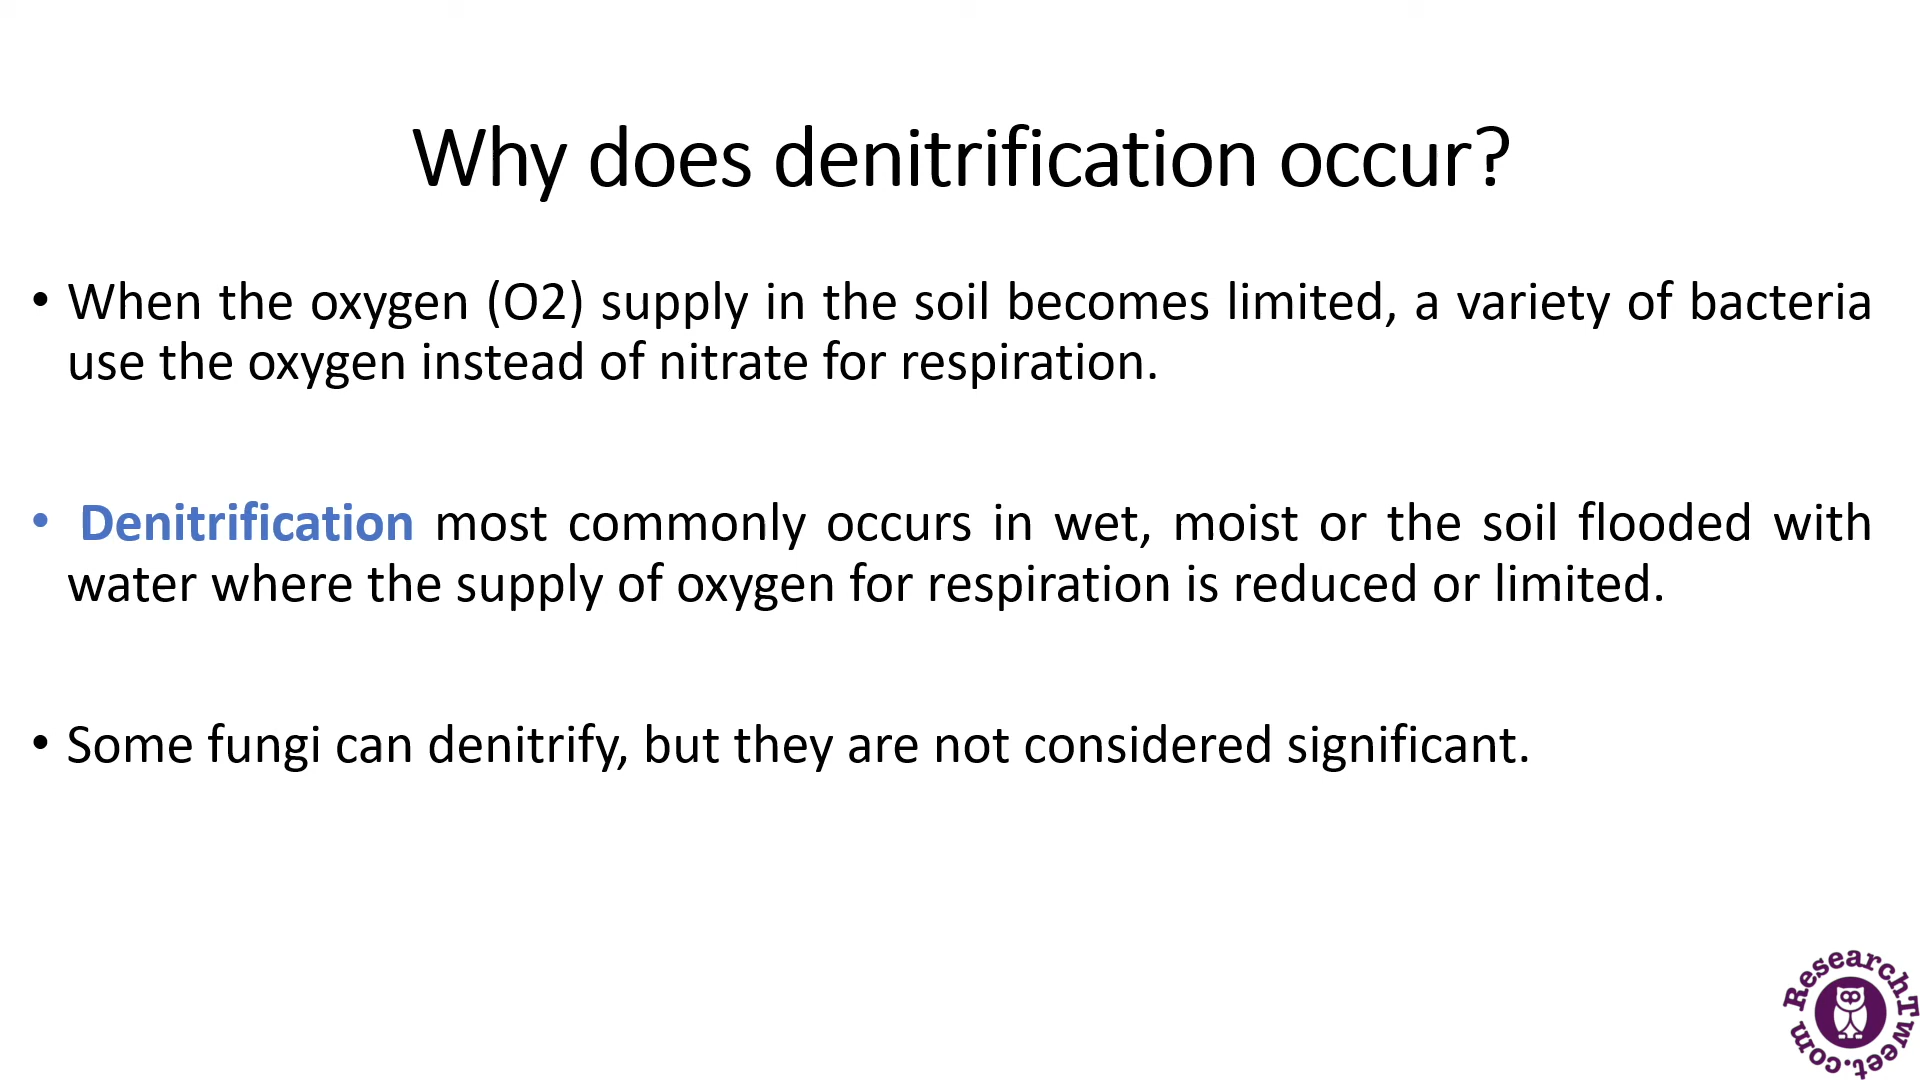 Why does denitrification occur?
• When the oxygen (O2) supply in the soil becomes limited, a variety of bacteria
use the oxygen instead of nitrate for respiration.
• Denitrification most commonly occurs in wet, moist or the soil flooded with
water where the supply of oxygen for respiration is reduced or limited.
• Some fungi can denitrify, but they are not considered significant.
ResearchTweet.com